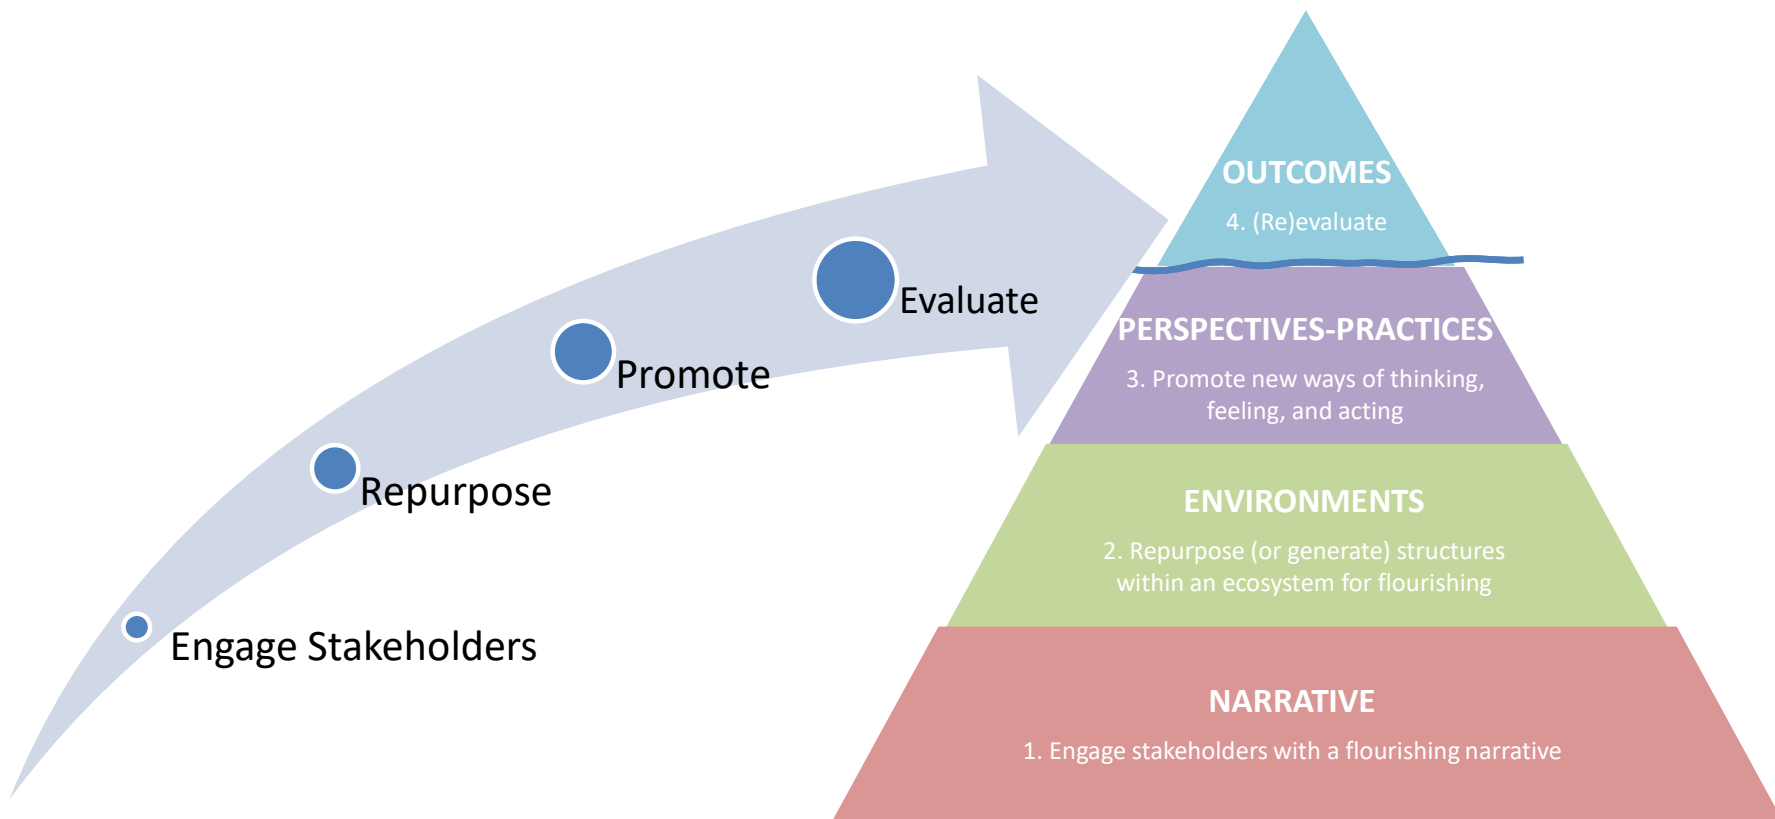 Engage Stakeholders
Repurpose
Promote
Evaluate
OUTCOMES
4. (Re)evaluate
PERSPECTIVES-PRACTICES
3. Promote new ways of thinking,
feeling, and acting
ENVIRONMENTS
2. Repurpose (or generate) structures
within an ecosystem for flourishing
NARRATIVE
1. Engage stakeholders with a flourishing narrative